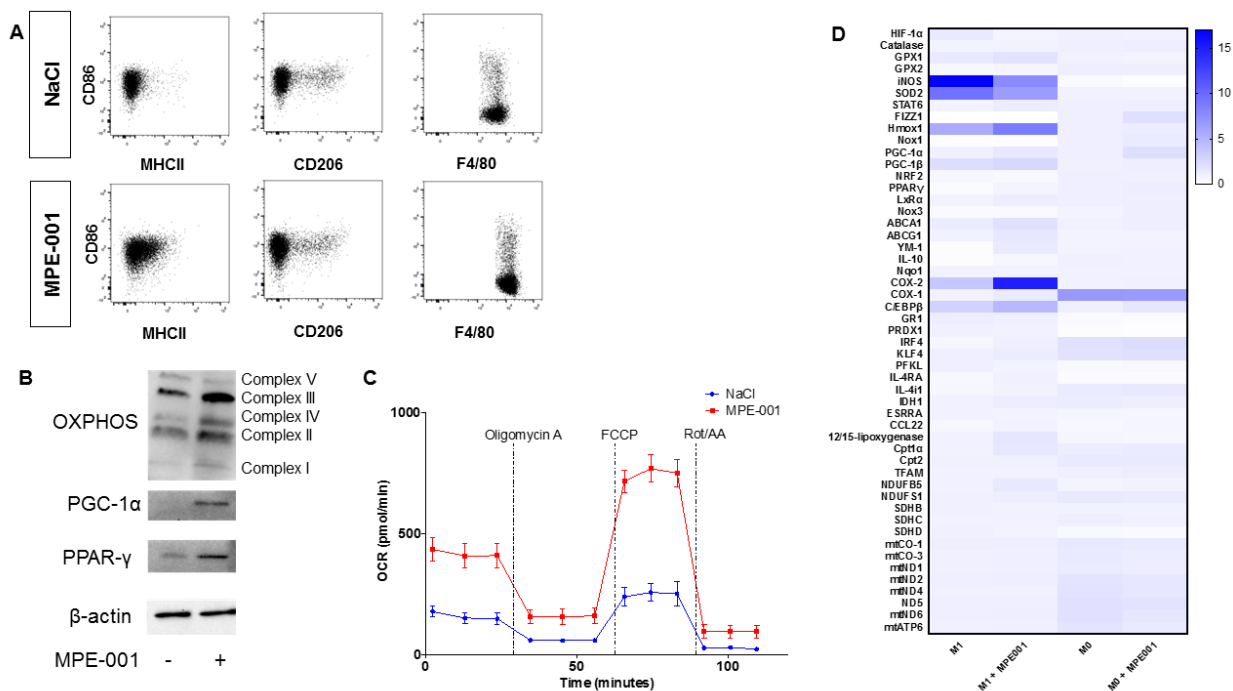 A
NaCl
CD86
MHCII
CD206
F4/80
MPE-001
CD86
MHCII
CD206
F4/80
B
OXPHOS
Complex V
Complex III
Complex IV
Complex II
Complex I
PGC-1α
PPAR-γ
β-actin
MPE-001 - +
C
NaCl
MPE-001
Oligomycin A
FCCP
Rot/AA
OCR (pmol/min)
1000
500
0
0 50 100
Time (minutes)
D
HIF-1α
Catalase
GPX1
GPX2
iNOS
SOD2
STAT6
FIZZ1
Hmox1
Nox1
PGC-1α
PGC-1β
NRF2
PPARγ
LxRα
Nox3
ABCA1
ABCG1
YM-1
IL-10
Nqo1
COX-2
COX-1
C/EBPβ
GR1
PRDX1
IRF4
KLF4
PFKL
IL-4RA
IL-4i1
IDH1
ESRRA
CCL22
12/15-lipoxygenase
Cpt1α
Cpt2
TFAM
NDUFB5
NDUFS1
SDHB
SDHC
SDHD
mtCO-1
mtCO-3
mtND1
mtND2
mtND4
ND5
mtND6
mtATP6
M1
M1 + MPE001
M0
M0 + MPE001
15
10
5
0